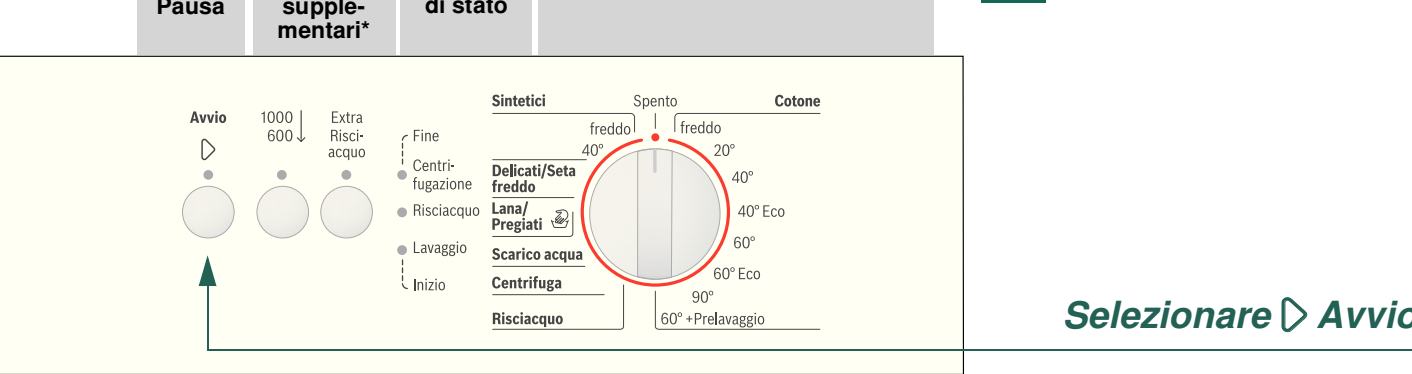 Pausa
supple-
mentari*
di stato
Avvio
1000
600
Extra
Risci-
acquo
Fine
Centri-
fugazione
Risciacquo
Lavaggio
Inizio
Sintetici
Spento
Cotone
freddo
freddo
40°
20°
Delicati/Seta
freddo
40°
Lana/
Pregiati
40° Eco
60°
Scarico acqua
60° Eco
Centrifuga
90°
Risciacquo
60° +Prelavaggio
Selezionare Avvio